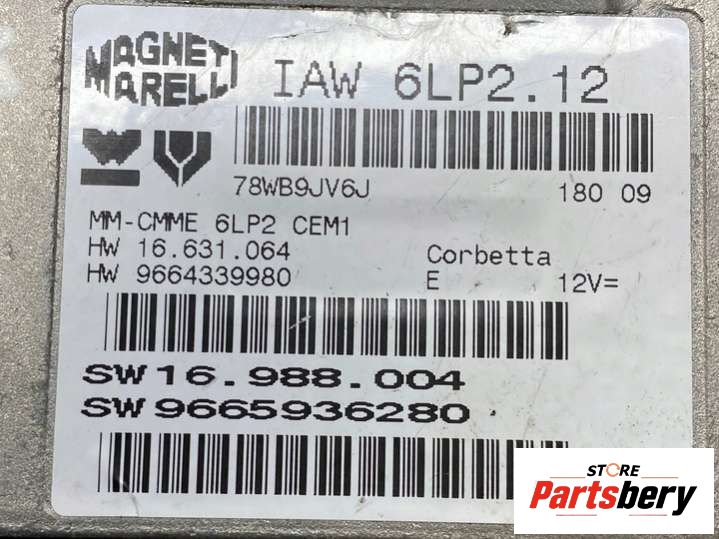 MAGNETI
MARELLI
IAW 6LP2.12
78WB9JV6J 180 09
MM-CMME 6LP2 CEM1
HW 16.631.064 Corbetta
HW 9664339980 E 12V=
SW 16.988.004
SW 9665936280
STORE
Partsbery